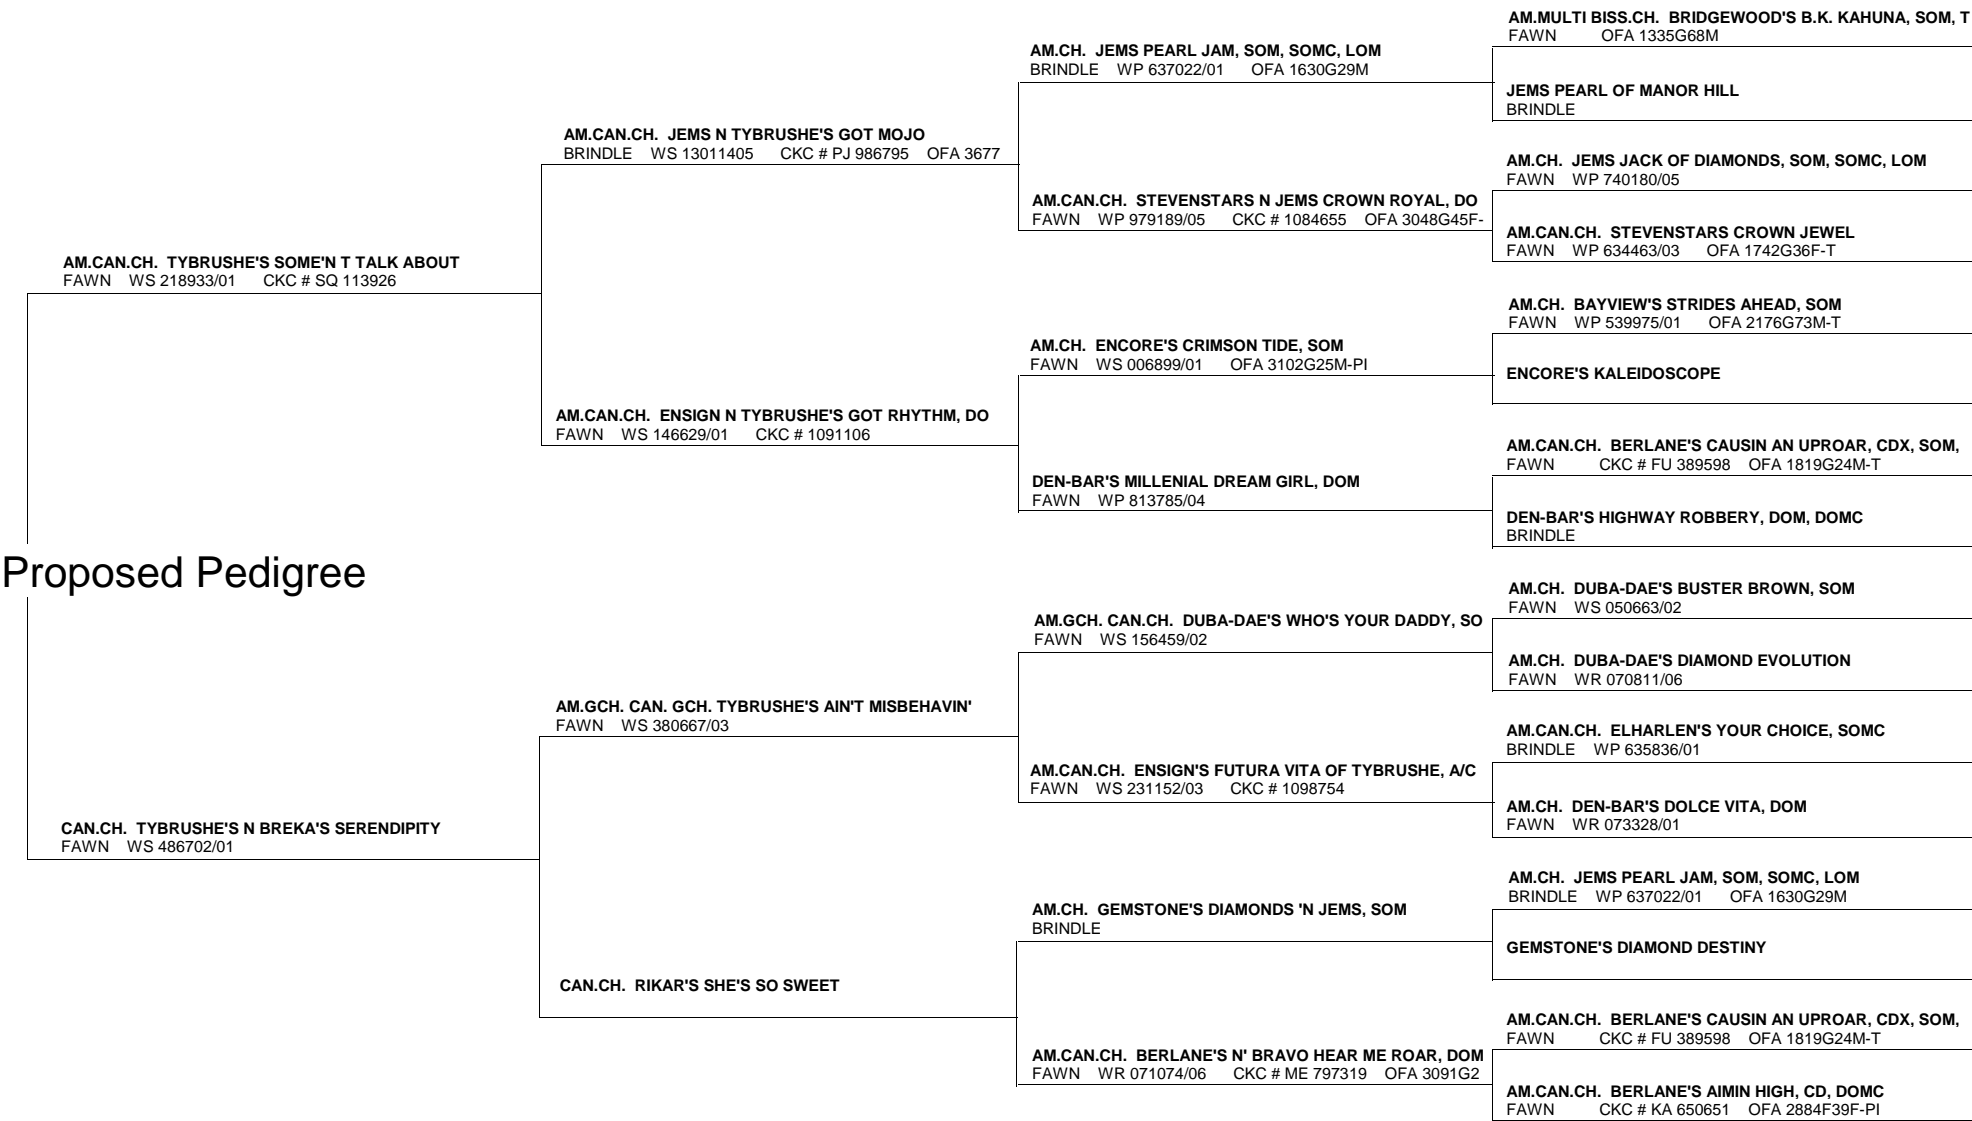 AM.MULTI BISS.CH. BRIDGEWOOD'S B.K. KAHUNA, SOM, T
FAWN OFA 1335G68M
AM.CH. JEMS PEARL JAM, SOM, SOMC, LOM
BRINDLE WP 637022/01 OFA 1630G29M
JEMS PEARL OF MANOR HILL
BRINDLE
AM.CAN.CH. JEMS N TYBRUSHE'S GOT MOJO
BRINDLE WS 13011405 CKC # PJ 986795 OFA 3677
AM.CH. JEMS JACK OF DIAMONDS, SOM, SOMC, LOM
FAWN WP 740180/05
AM.CAN.CH. STEVENSTARS N JEMS CROWN ROYAL, DO
FAWN WP 979189/05 CKC # 1084655 OFA 3048G45F-
AM.CAN.CH. STEVENSTARS CROWN JEWEL
FAWN WP 634463/03 OFA 1742G36F-T
AM.CAN.CH. TYBRUSHE'S SOME'N T TALK ABOUT
FAWN WS 218933/01 CKC # SQ 113926
AM.CH. BAYVIEW'S STRIDES AHEAD, SOM
FAWN WP 539975/01 OFA 2176G73M-T
AM.CH. ENCORE'S CRIMSON TIDE, SOM
FAWN WS 006899/01 OFA 3102G25M-PI
ENCORE'S KALEIDOSCOPE
AM.CAN.CH. ENSIGN N TYBRUSHE'S GOT RHYTHM, DO
FAWN WS 146629/01 CKC # 1091106
AM.CAN.CH. BERLANE'S CAUSIN AN UPROAR, CDX, SOM,
FAWN CKC # FU 389598 OFA 1819G24M-T
DEN-BAR'S MILLENIAL DREAM GIRL, DOM
FAWN WP 813785/04
DEN-BAR'S HIGHWAY ROBBERY, DOM, DOMC
BRINDLE
Proposed Pedigree
AM.CH. DUBA-DAE'S BUSTER BROWN, SOM
FAWN WS 050663/02
AM.GCH. CAN.CH. DUBA-DAE'S WHO'S YOUR DADDY, SO
FAWN WS 156459/02
AM.CH. DUBA-DAE'S DIAMOND EVOLUTION
FAWN WR 070811/06
AM.GCH. CAN. GCH. TYBRUSHE'S AIN'T MISBEHAVIN'
FAWN WS 380667/03
AM.CAN.CH. ELHARLEN'S YOUR CHOICE, SOMC
BRINDLE WP 635836/01
AM.CAN.CH. ENSIGN'S FUTURA VITA OF TYBRUSHE, A/C
FAWN WS 231152/03 CKC # 1098754
AM.CH. DEN-BAR'S DOLCE VITA, DOM
FAWN WR 073328/01
CAN.CH. TYBRUSHE'S N BREKA'S SERENDIPITY
FAWN WS 486702/01
AM.CH. JEMS PEARL JAM, SOM, SOMC, LOM
BRINDLE WP 637022/01 OFA 1630G29M
AM.CH. GEMSTONE'S DIAMONDS 'N JEMS, SOM
BRINDLE
GEMSTONE'S DIAMOND DESTINY
CAN.CH. RIKAR'S SHE'S SO SWEET
AM.CAN.CH. BERLANE'S CAUSIN AN UPROAR, CDX, SOM,
FAWN CKC # FU 389598 OFA 1819G24M-T
AM.CAN.CH. BERLANE'S N' BRAVO HEAR ME ROAR, DOM
FAWN WR 071074/06 CKC # ME 797319 OFA 3091G2
AM.CAN.CH. BERLANE'S AIMIN HIGH, CD, DOMC
FAWN CKC # KA 650651 OFA 2884F39F-PI